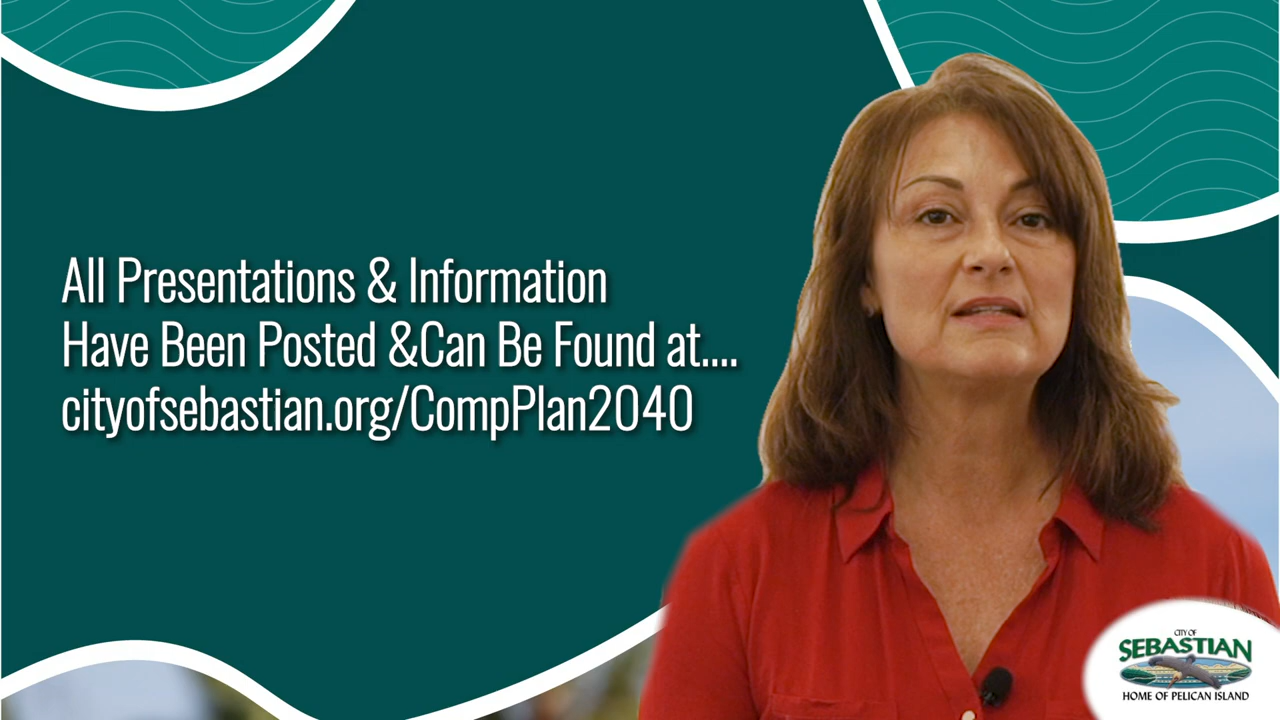 All Presentations & Information
Have Been Posted &Can Be Found at....
cityofsebastian.org/CompPlan2040
CITY OF
SEBASTIAN
HOME OF PELICAN ISLAND